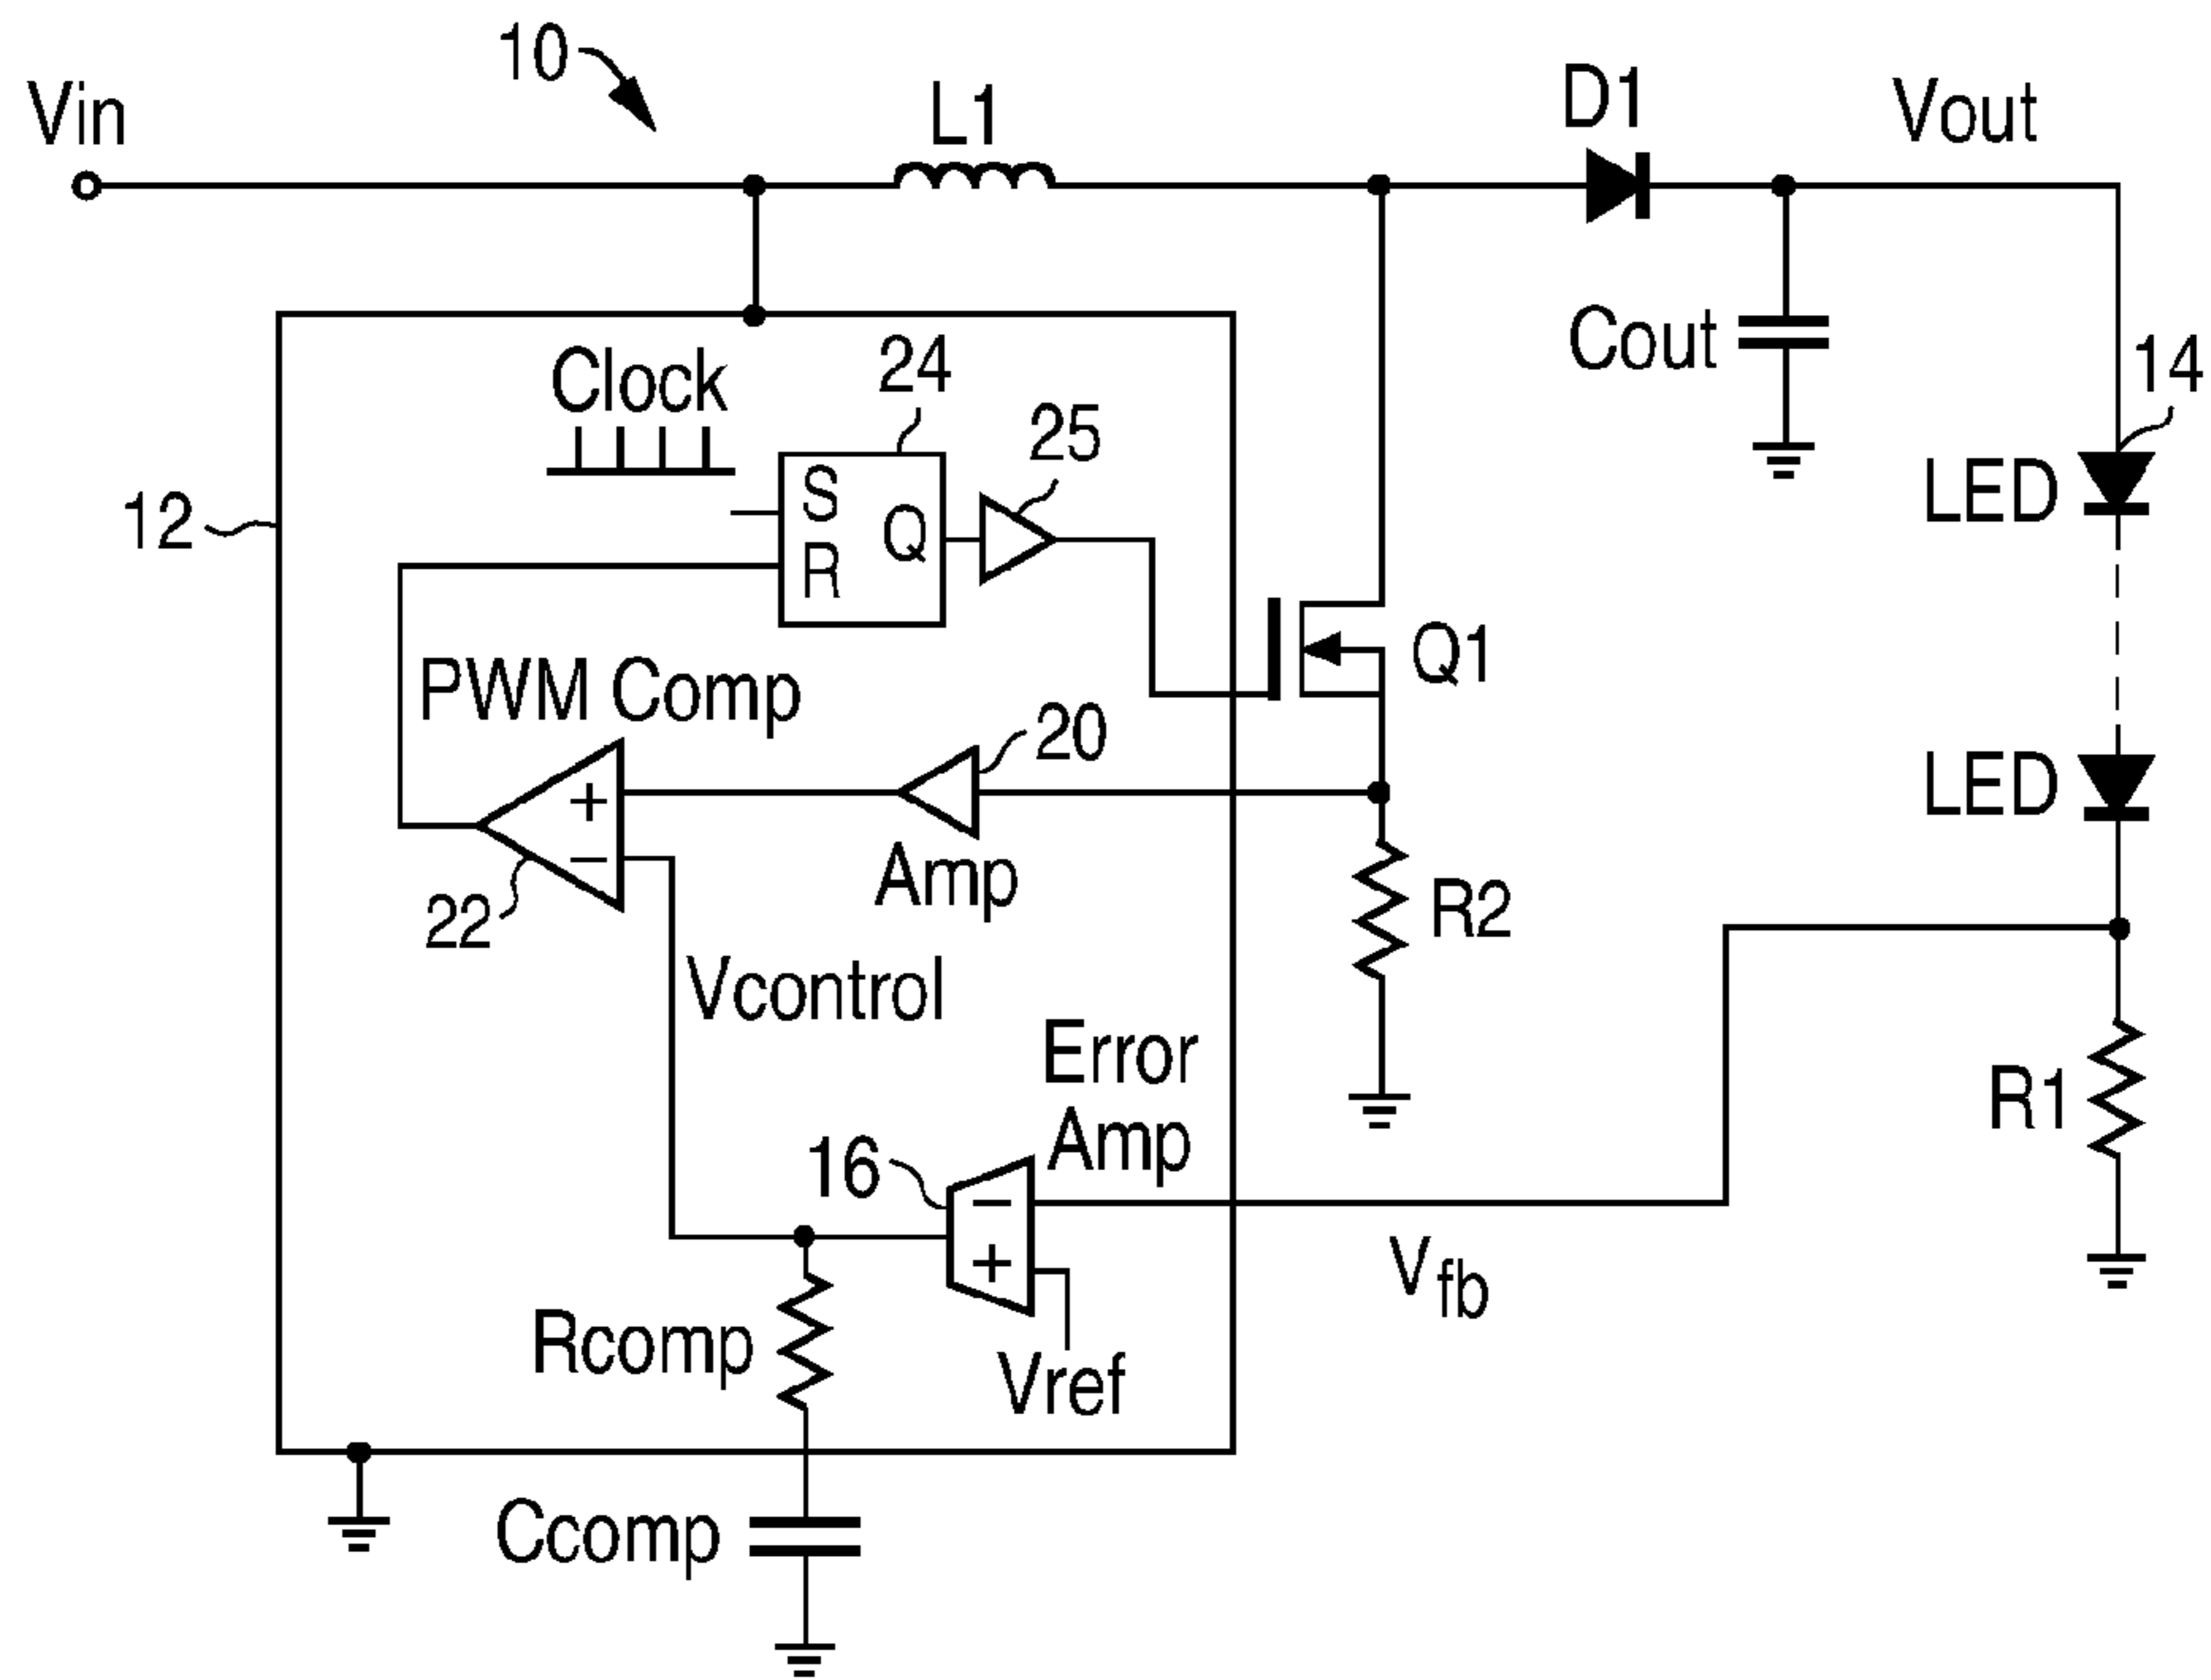 10
Vin
L1
D1
Vout
Cout
14
Clock
24
25
LED
12
S
R
Q
Q1
PWM Comp
20
LED
+
−
Amp
22
R2
Vcontrol
Error
Amp
R1
16
−
+
Vfb
Rcomp
Vref
Ccomp